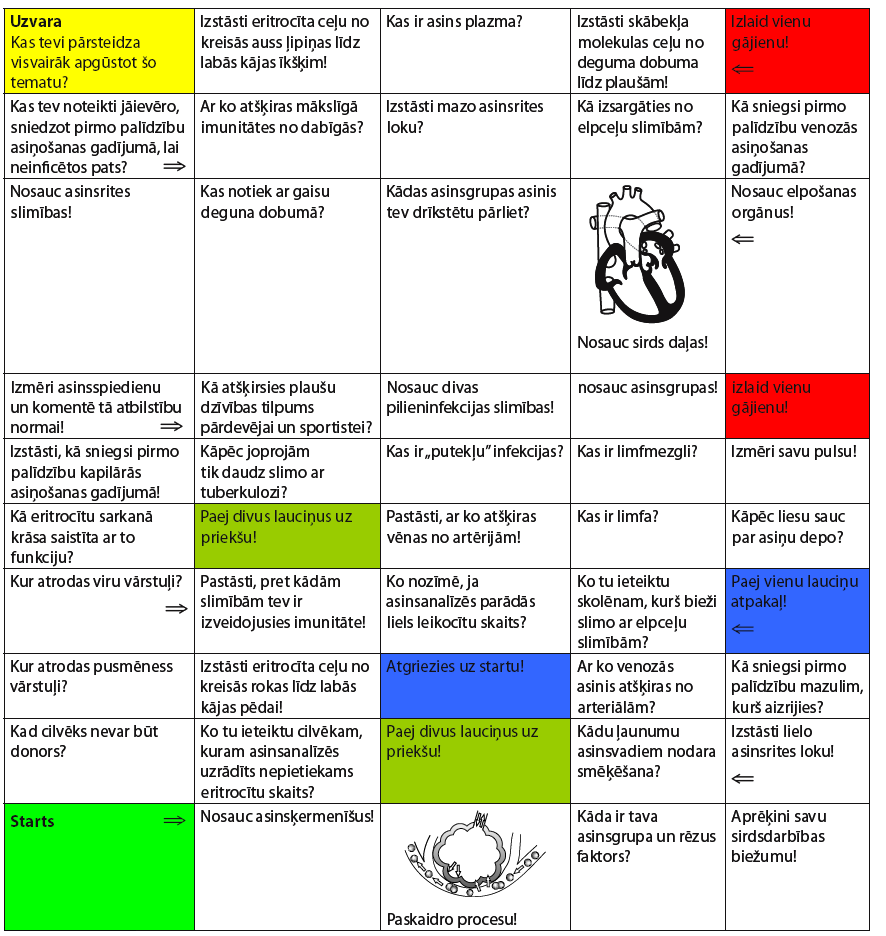 Uzvara
Kas tevi pārsteidza
visvairāk apgūstot šo
tematu?
Izstāsti eritrocīta ceļu no
kreisās auss ļipiņas līdz
labās kājas īkšķim!
Kas ir asins plazma?
Izstāsti skābekļa
molekulas ceļu no
deguma dobuma
līdz plaušām!
Izlaid vienu
gājienu!
⇐
Kas tev noteikti jāievēro,
sniedzot pirmo palīdzību
asiņošanas gadījumā, lai
neinficētos pats? ⇒
Ar ko atšķiras mākslīgā
imunitātes no dabīgās?
Izstāsti mazo asinsrites
loku?
Kā izsargāties no
elpceļu slimībām?
Kā sniegsi pirmo
palīdzību venozās
asiņošanas
gadījumā?
Nosauc asinsrites
slimības!
Kas notiek ar gaisu
deguna dobumā?
Kādas asinsgrupas asinis
tev drīkstētu pārliet?
Nosauc sirds daļas!
Nosauc elpošanas
orgānus!
⇐
Izmēri asinsspiedienu
un komentē tā atbilstību
normai! ⇒
Kā atšķirsies plaušu
dzīvības tilpums
pārdevējai un sportistei?
Nosauc divas
pilieninfekcijas slimības!
nosauc asinsgrupas!
izlaid vienu
gājienu!
Izstāsti, kā sniegsi pirmo
palīdzību kapilārās
asiņošanas gadījumā!
Kāpēc joprojām
tik daudz slimo ar
tuberkulozi?
Kas ir „putekļu” infekcijas?
Kas ir limfmezgli?
Izmēri savu pulsu!
Kā eritrocītu sarkanā
krāsa saistīta ar to
funkciju?
Paej divus lauciņus uz
priekšu!
Pastāsti, ar ko atšķiras
vēnas no artērijām!
Kas ir limfa?
Kāpēc liesu sauc
par asiņu depo?
Kur atrodas viru vārstuļi?
⇒
Pastāsti, pret kādām
slimībām tev ir
izveidojusies imunitāte!
Ko nozīmē, ja
asinsanalīzēs parādās
liels leikocītu skaits?
Ko tu ieteiktu
skolēnam, kurš bieži
slimo ar elpceļu
slimībām?
Paej vienu lauciņu
atpakaļ!
⇐
Kur atrodas pusmēness
vārstuļi?
Izstāsti eritrocīta ceļu no
kreisās rokas līdz labās
kājas pēdai!
Atgriezies uz startu!
Ar ko venozās
asinis atšķiras no
arteriālām?
Kā sniegsi pirmo
palīdzību mazulim,
kurš aizrijies?
Kad cilvēks nevar būt
donors?
Ko tu ieteiktu cilvēkam,
kuram asinsanalīzēs
uzrādīts nepietiekams
eritrocītu skaits?
Paej divus lauciņus uz
priekšu!
Kādu ļaunumu
asinsvadiem nodara
smēķēšana?
Izstāsti lielo
asinsrites loku!
⇐
Starts ⇒
Nosauc asinsķermenīšus!
Paskaidro procesu!
Kāda ir tava
asinsgrupa un rēzus
faktors?
Aprēķini savu
sirdsdarbības
biežumu!